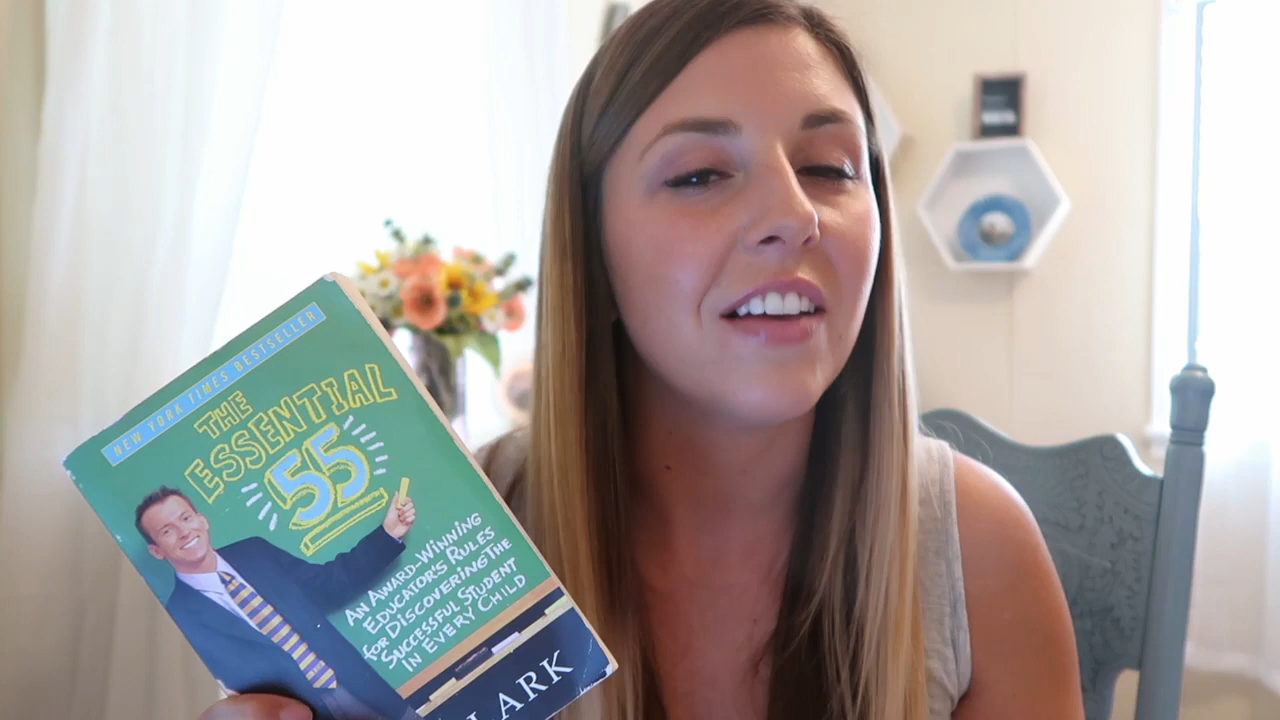 NEW YORK TIMES BESTSELLER
THE
ESSENTIAL
55
AN AWARD-WINNING
EDUCATOR'S RULES
FOR DISCOVERING THE
SUCCESSFUL STUDENT
IN EVERY CHILD
LARK